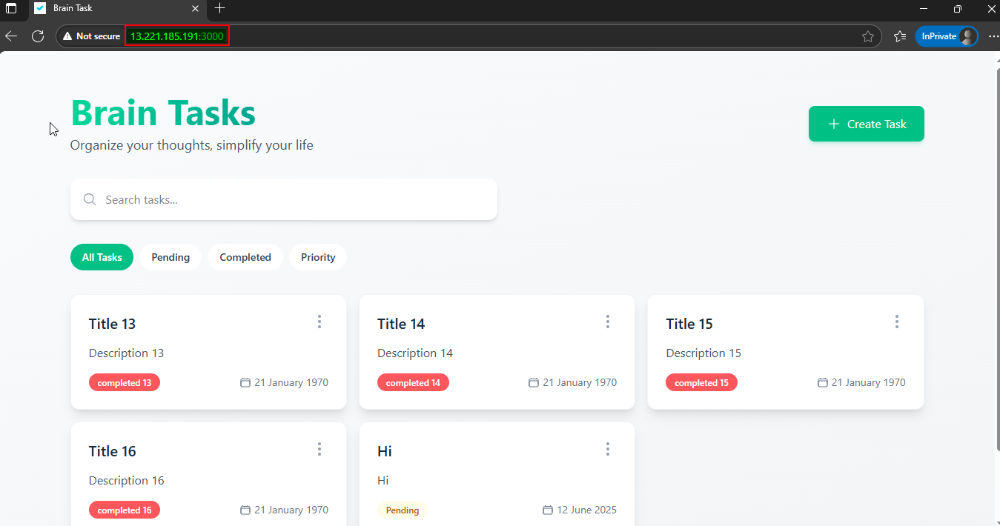 Brain Task
Not secure 13.221.185.191:3000 InPrivate
Brain Tasks
Create Task
Organize your thoughts, simplify your life
Search tasks...
All Tasks Pending Completed Priority
Title 13 Title 14 Title 15
Description 13 Description 14 Description 15
completed 13 21 January 1970 completed 14 21 January 1970 completed 15 21 January 1970
Title 16 Hi
Description 16 Hi
completed 16 21 January 1970 Pending 12 June 2025